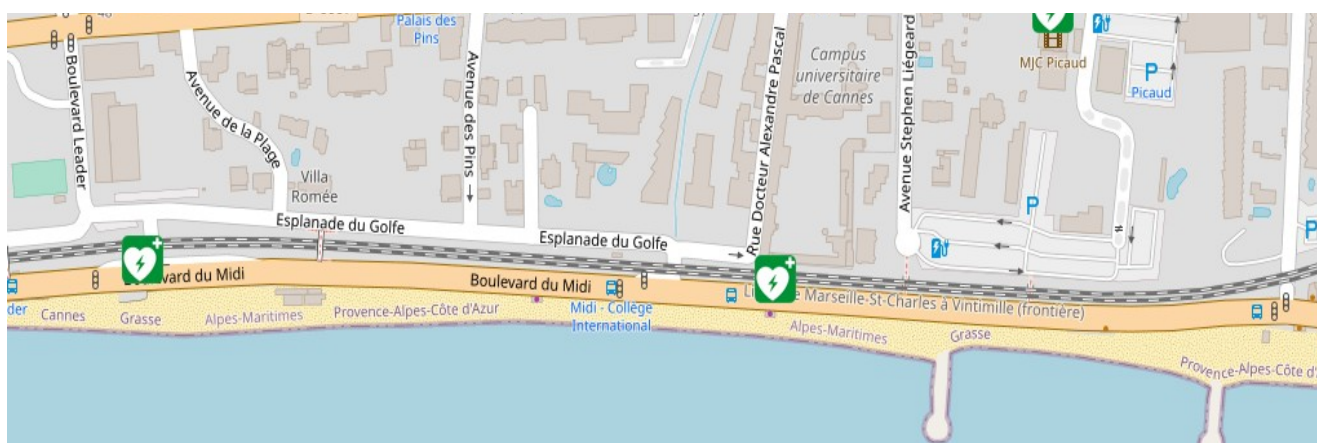 Palais des
Pins
Boulevard Leader
Avenue de la Plage
Avenue des Pins
Rue Docteur Alexandre Pascal
Campus
universitaire
de Cannes
Avenue Stephen Liégeard
MJC Picaud
P
Picaud
Villa
Romée
P
P
Esplanade du Golfe
Esplanade du Golfe
Boulevard du Midi
Boulevard du Midi
Midi - Collège
International
Marseille-St-Charles à Vintimille (frontière)
Cannes
Grasse
Alpes-Maritimes
Provence-Alpes-Côte d'Azur
Alpes-Maritimes
Grasse
Provence-Alpes-Côte d'